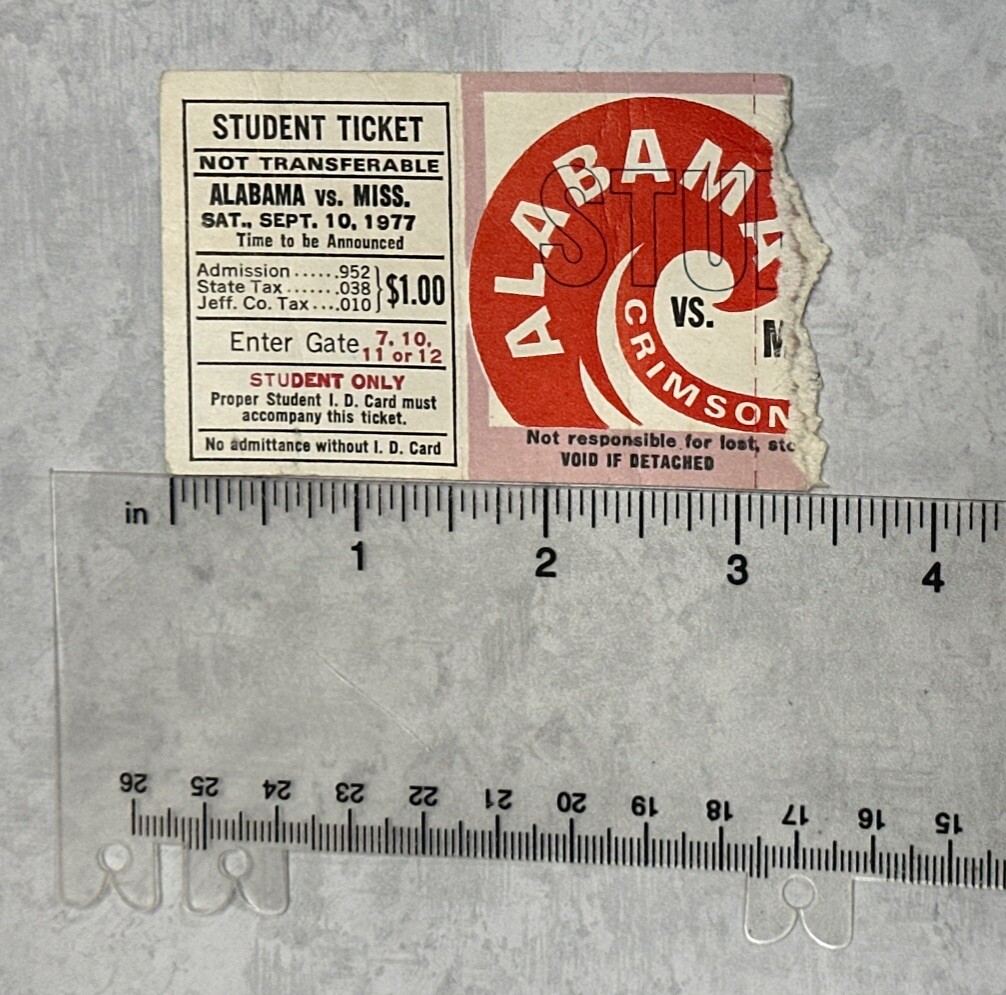 STUDENT TICKET
NOT TRANSFERABLE
ALABAMA vs. MISS.
SAT., SEPT. 10, 1977
Time to be Announced
Admission ......952
State Tax .......038
Jeff. Co. Tax ....010
$1.00
Enter Gate 7, 10,
11 or 12
STUDENT ONLY
Proper Student I. D. Card must
accompany this ticket.
No admittance without I. D. Card
ALABAMA
STU
VS.
M
CRIMSON
Not responsible for lost, sto
VOID IF DETACHED
in
1 2 3 4
26 25 24 23 22 21 20 19 18 17 16 15